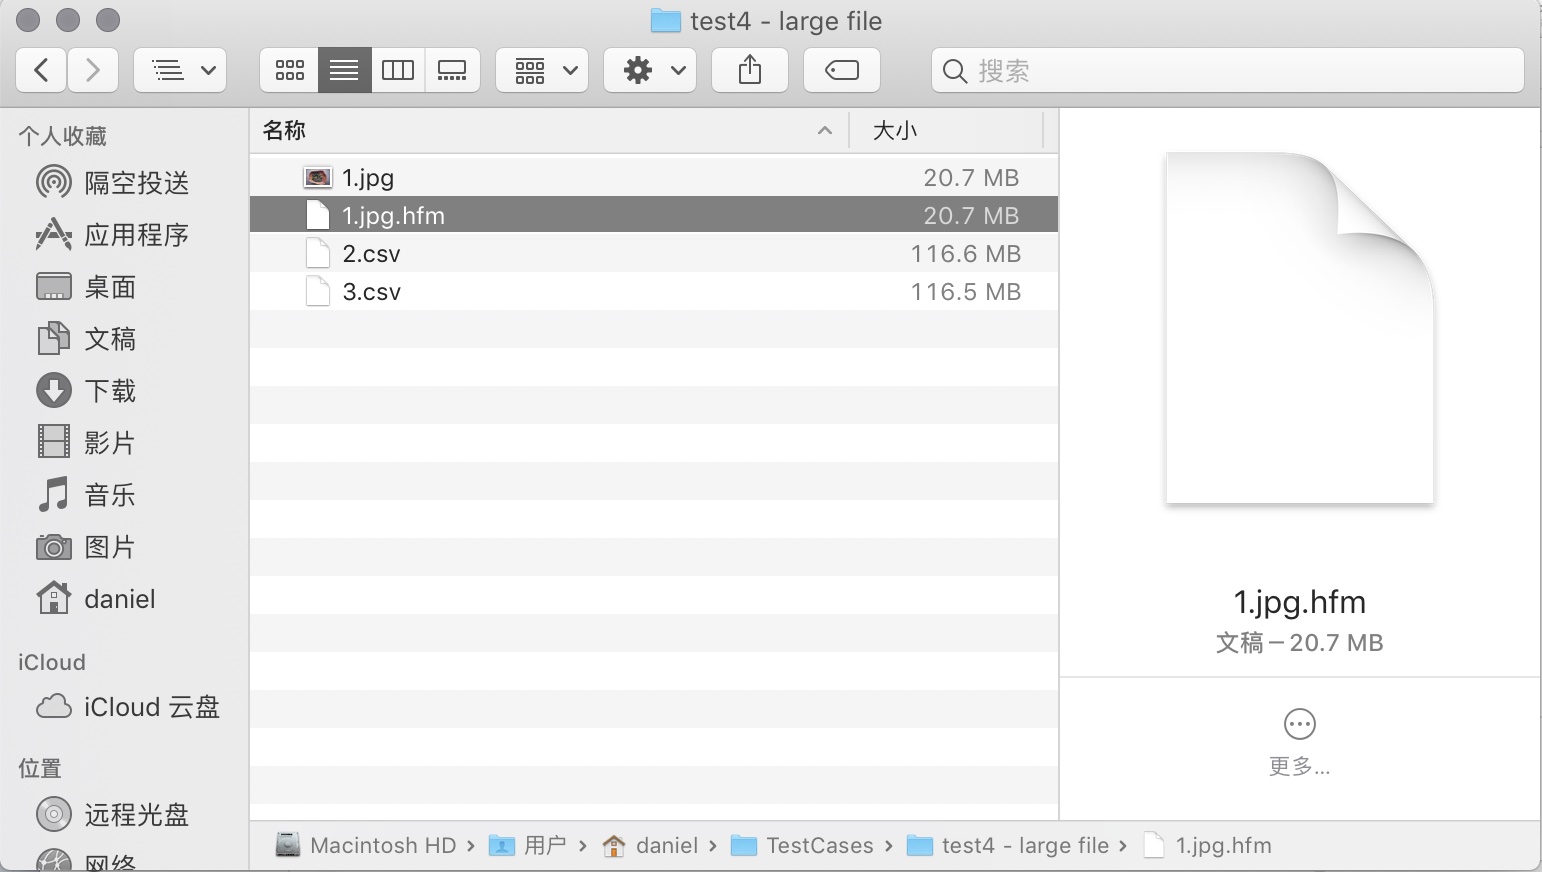 test4 - large file
搜索
个人收藏
隔空投送
应用程序
桌面
文稿
下载
影片
音乐
图片
daniel
iCloud
iCloud 云盘
位置
远程光盘
网络
名称 大小
1.jpg 20.7 MB
1.jpg.hfm 20.7 MB
2.csv 116.6 MB
3.csv 116.5 MB
1.jpg.hfm
文稿 – 20.7 MB
更多...
Macintosh HD › 用户 › daniel › TestCases › test4 - large file › 1.jpg.hfm